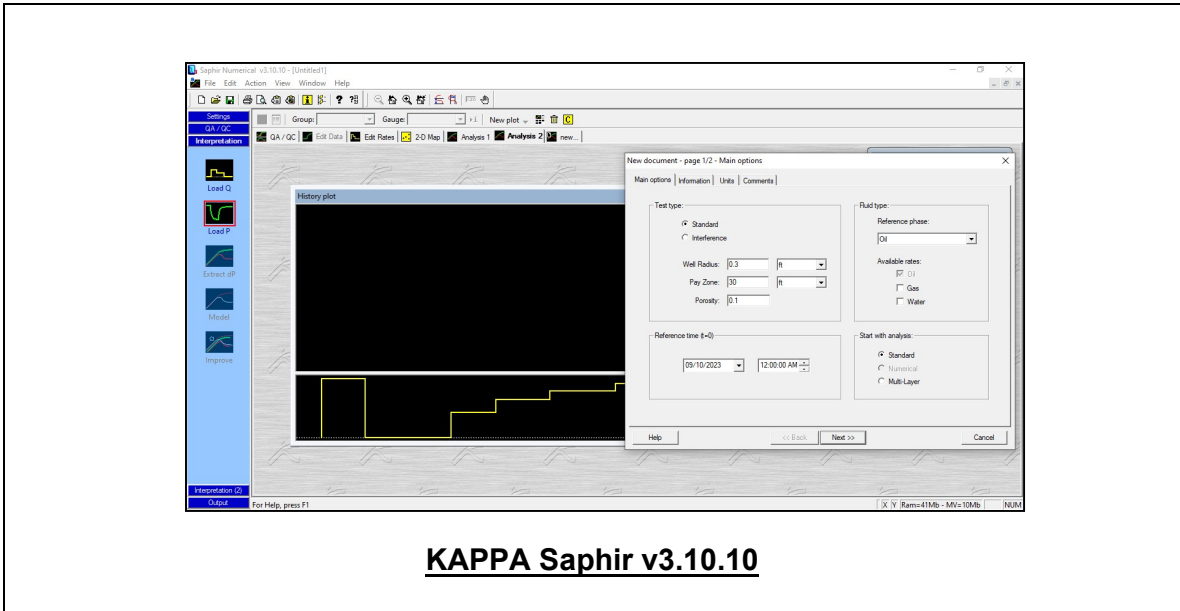 Saphir Numerical v3.10.10 - [Untitled1]
File Edit Action View Window Help
Settings
QA / QC
Interpretation
Group: Gauge: New plot
QA / QC Edit Data Edit Rates 2-D Map Analysis 1 Analysis 2 new...
Load Q
Load P
Extract dP
Model
Improve
History plot
New document - page 1/2 - Main options
Main options Information Units Comments
Test type:
Standard
Interference
Well Radius: 0.3 ft
Pay Zone: 30 ft
Porosity: 0.1
Fluid type:
Reference phase:
Oil
Available rates:
Oil
Gas
Water
Reference time (t=0)
09/10/2023 12:00:00 AM
Start with analysis:
Standard
Numerical
Multi-Layer
Help << Back Next >> Cancel
Interpretation (2)
Output
For Help, press F1
X Y Ram=41Mb - MV=10Mb NUM
KAPPA Saphir v3.10.10